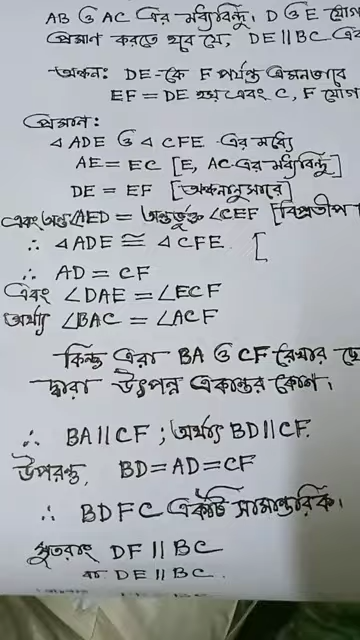 AB ও AC এর মধ্যবিন্দু। D ও E যোগ
প্রমাণ করতে হবে যে, DE || BC এব
অঙ্কন: DE-কে F পর্যন্ত এমনভাবে
EF = DE হয় এবং C, F যোগ
প্রমাণ:
△ ADE ও △ CFE -এর মধ্যে
AE = EC [E, AC-এর মধ্যবিন্দু]
DE = EF [অঙ্কনানুসারে]
এবং অন্তর্ভুক্ত ∠AED = অন্তর্ভুক্ত ∠CEF [বিপ্রতীপ
∴ △ ADE ≅ △ CFE. [
∴ AD = CF
এবং ∠DAE = ∠ECF
অর্থাৎ ∠BAC = ∠ACF
কিন্তু এরা BA ও CF রেখার ছে
দ্বারা উৎপন্ন একান্তর কোণ।
∴ BA || CF ; অর্থাৎ BD || CF.
উপরন্তু, BD = AD = CF
∴ BDFC একটি সামান্তরিক।
সুতরাং DF || BC
বা DE || BC.